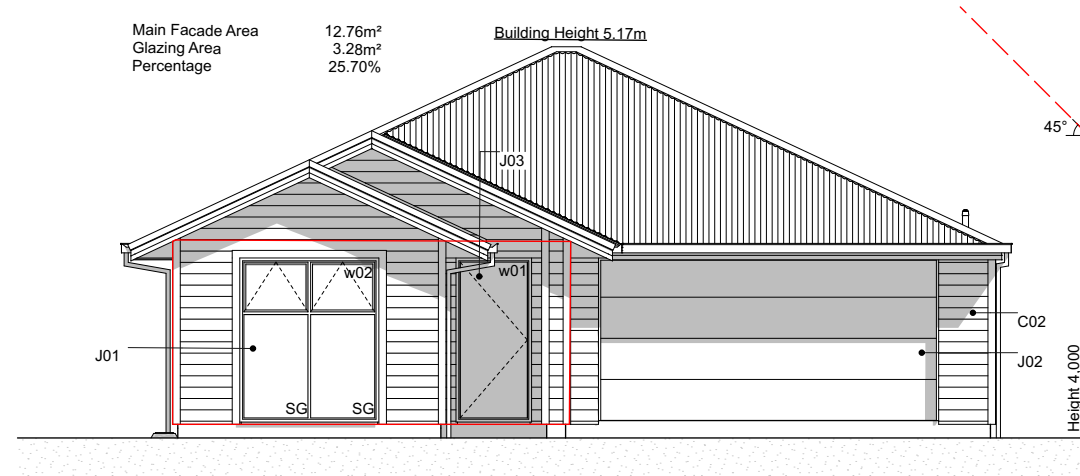 Main Facade Area 12.76m²
Glazing Area 3.28m²
Percentage 25.70%
Building Height 5.17m
45°
J03
w02
w01
C02
J01
J02
SG SG
Height 4,000